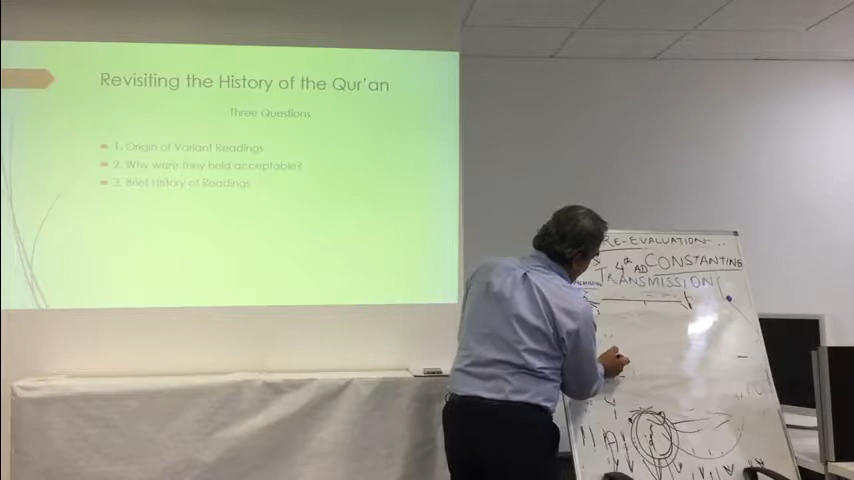 Revisiting the History of the Qur'an
Three Questions
1. Origin of Variant Readings
2. Why were they held acceptable?
3. Brief History of Readings
RE-EVALUATION
4 AD CONSTANTINE
TRANSMISSION